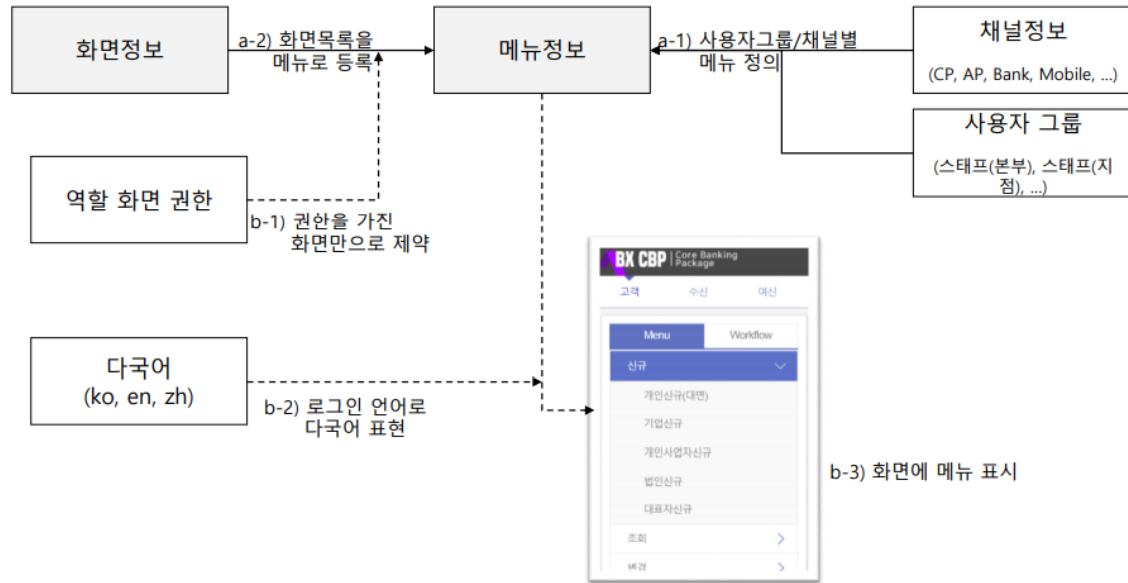 화면정보
a-2) 화면목록을
메뉴로 등록
메뉴정보
a-1) 사용자그룹/채널별
메뉴 정의
채널정보
(CP, AP, Bank, Mobile, ...)
사용자 그룹
(스태프(본부), 스태프(지
점), ...)
역할 화면 권한
b-1) 권한을 가진
화면만으로 제약
다국어
(ko, en, zh)
b-2) 로그인 언어로
다국어 표현
BX CBP
Core Banking
Package
고객
수신
여신
Menu
Workflow
신규
개인신규(대면)
기업신규
개인사업자신규
법인신규
대표자신규
조회
변경
b-3) 화면에 메뉴 표시